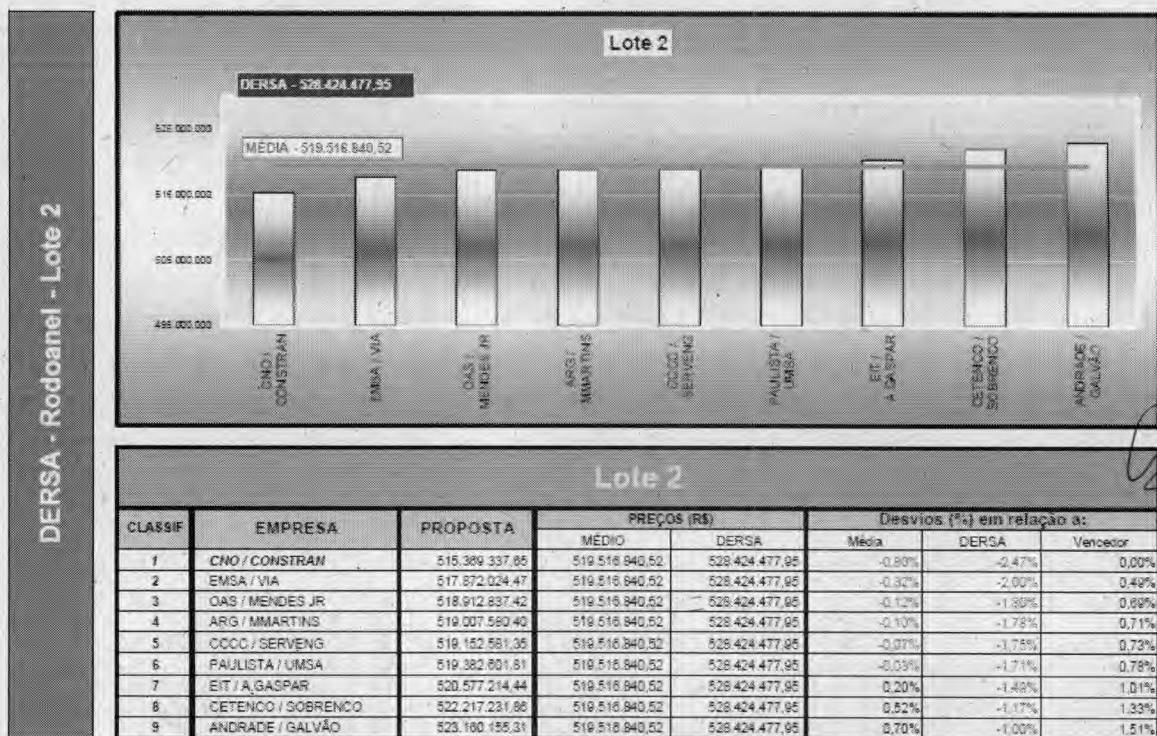 DERSA - Rodoanel - Lote 2
Lote 2
DERSA - 528.424.477,95
MÉDIA - 519.516.840,52
525.000.000
515.000.000
505.000.000
495.000.000
CNO / CONSTRAN
EMSA / VIA
OAS / MENDES JR
ARG / MMARTINS
CCCC / SERVENG
PAULISTA / UMSA
EIT / A GASPAR
CETENCO / SOBRENCO
ANDRADE / GALVÃO
Lote 2
CLASSIF EMPRESA PROPOSTA PREÇOS (R$) Desvios (%) em relação a:
MÉDIO DERSA Média DERSA Vencedor
1 CNO / CONSTRAN 515.369.337,65 519.516.840,52 528.424.477,95 -0,80% -2,47% 0,00%
2 EMSA / VIA 517.872.024,47 519.516.840,52 528.424.477,95 -0,32% -2,00% 0,49%
3 OAS / MENDES JR 518.912.837,42 519.516.840,52 528.424.477,95 -0,12% -1,80% 0,69%
4 ARG / MMARTINS 519.007.580,40 519.516.840,52 528.424.477,95 -0,10% -1,78% 0,71%
5 CCCC / SERVENG 519.152.581,35 519.516.840,52 528.424.477,95 -0,07% -1,75% 0,73%
6 PAULISTA / UMSA 519.382.601,81 519.516.840,52 528.424.477,95 -0,03% -1,71% 0,78%
7 EIT / A.GASPAR 520.577.214,44 519.516.840,52 528.424.477,95 0,20% -1,49% 1,01%
8 CETENCO / SOBRENCO 522.217.231,86 519.516.840,52 528.424.477,95 0,52% -1,17% 1,33%
9 ANDRADE / GALVÃO 523.160.155,31 519.516.840,52 528.424.477,95 0,70% -1,00% 1,51%